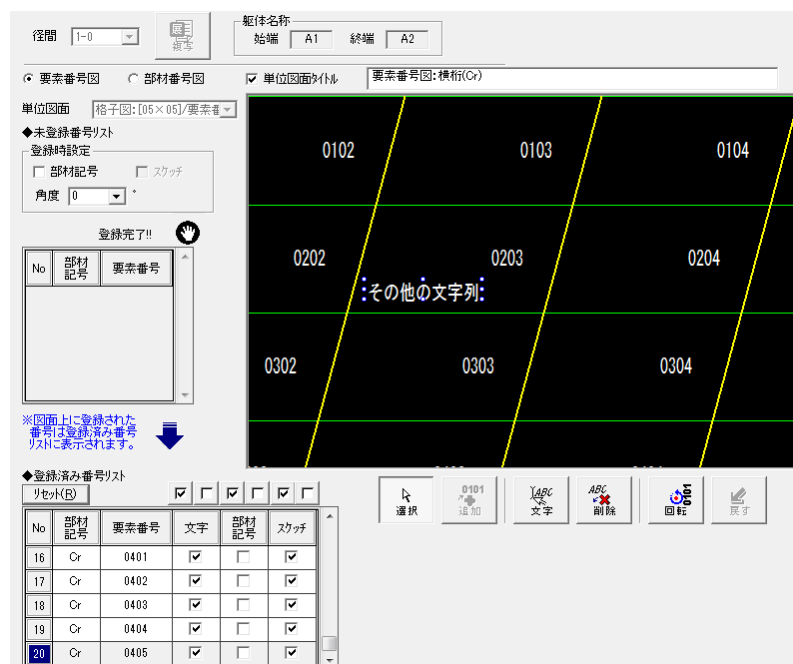 径間 1-0 複写 躯体名称 始端 A1 終端 A2
要素番号図 部材番号図 単位図面タイトル 要素番号図:横桁(Cr)
単位図面 格子図:[05×05]/要素番
◆未登録番号リスト
登録時設定
部材記号 スケッチ
角度 0 °
登録完了!!
No 部材記号 要素番号
※図面上に登録された
番号は登録済み番号
リストに表示されます。
0102 0103 0104
0202 0203 0204
その他の文字列
0302 0303 0304
◆登録済み番号リスト
リセット(R)
0101 ABC ABC 0101
選択 追加 文字 削除 回転 戻す
No 部材記号 要素番号 文字 部材記号 スケッチ
16 Cr 0401
17 Cr 0402
18 Cr 0403
19 Cr 0404
20 Cr 0405